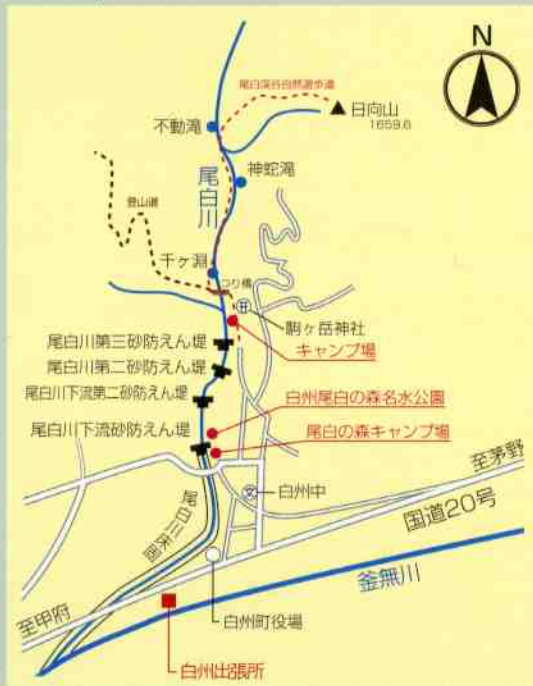 N
尾白渓谷自然遊歩道
日向山
1659.6
不動滝
尾白川
神蛇滝
登山道
千ヶ淵
つり橋
駒ヶ岳神社
キャンプ場
尾白川第三砂防えん堤
尾白川第二砂防えん堤
尾白川下流第二砂防えん堤
白州尾白の森名水公園
尾白川下流砂防えん堤
尾白の森キャンプ場
至茅野
文
白州中
国道20号
尾白川床固
釜無川
至甲府
白州町役場
白州出張所